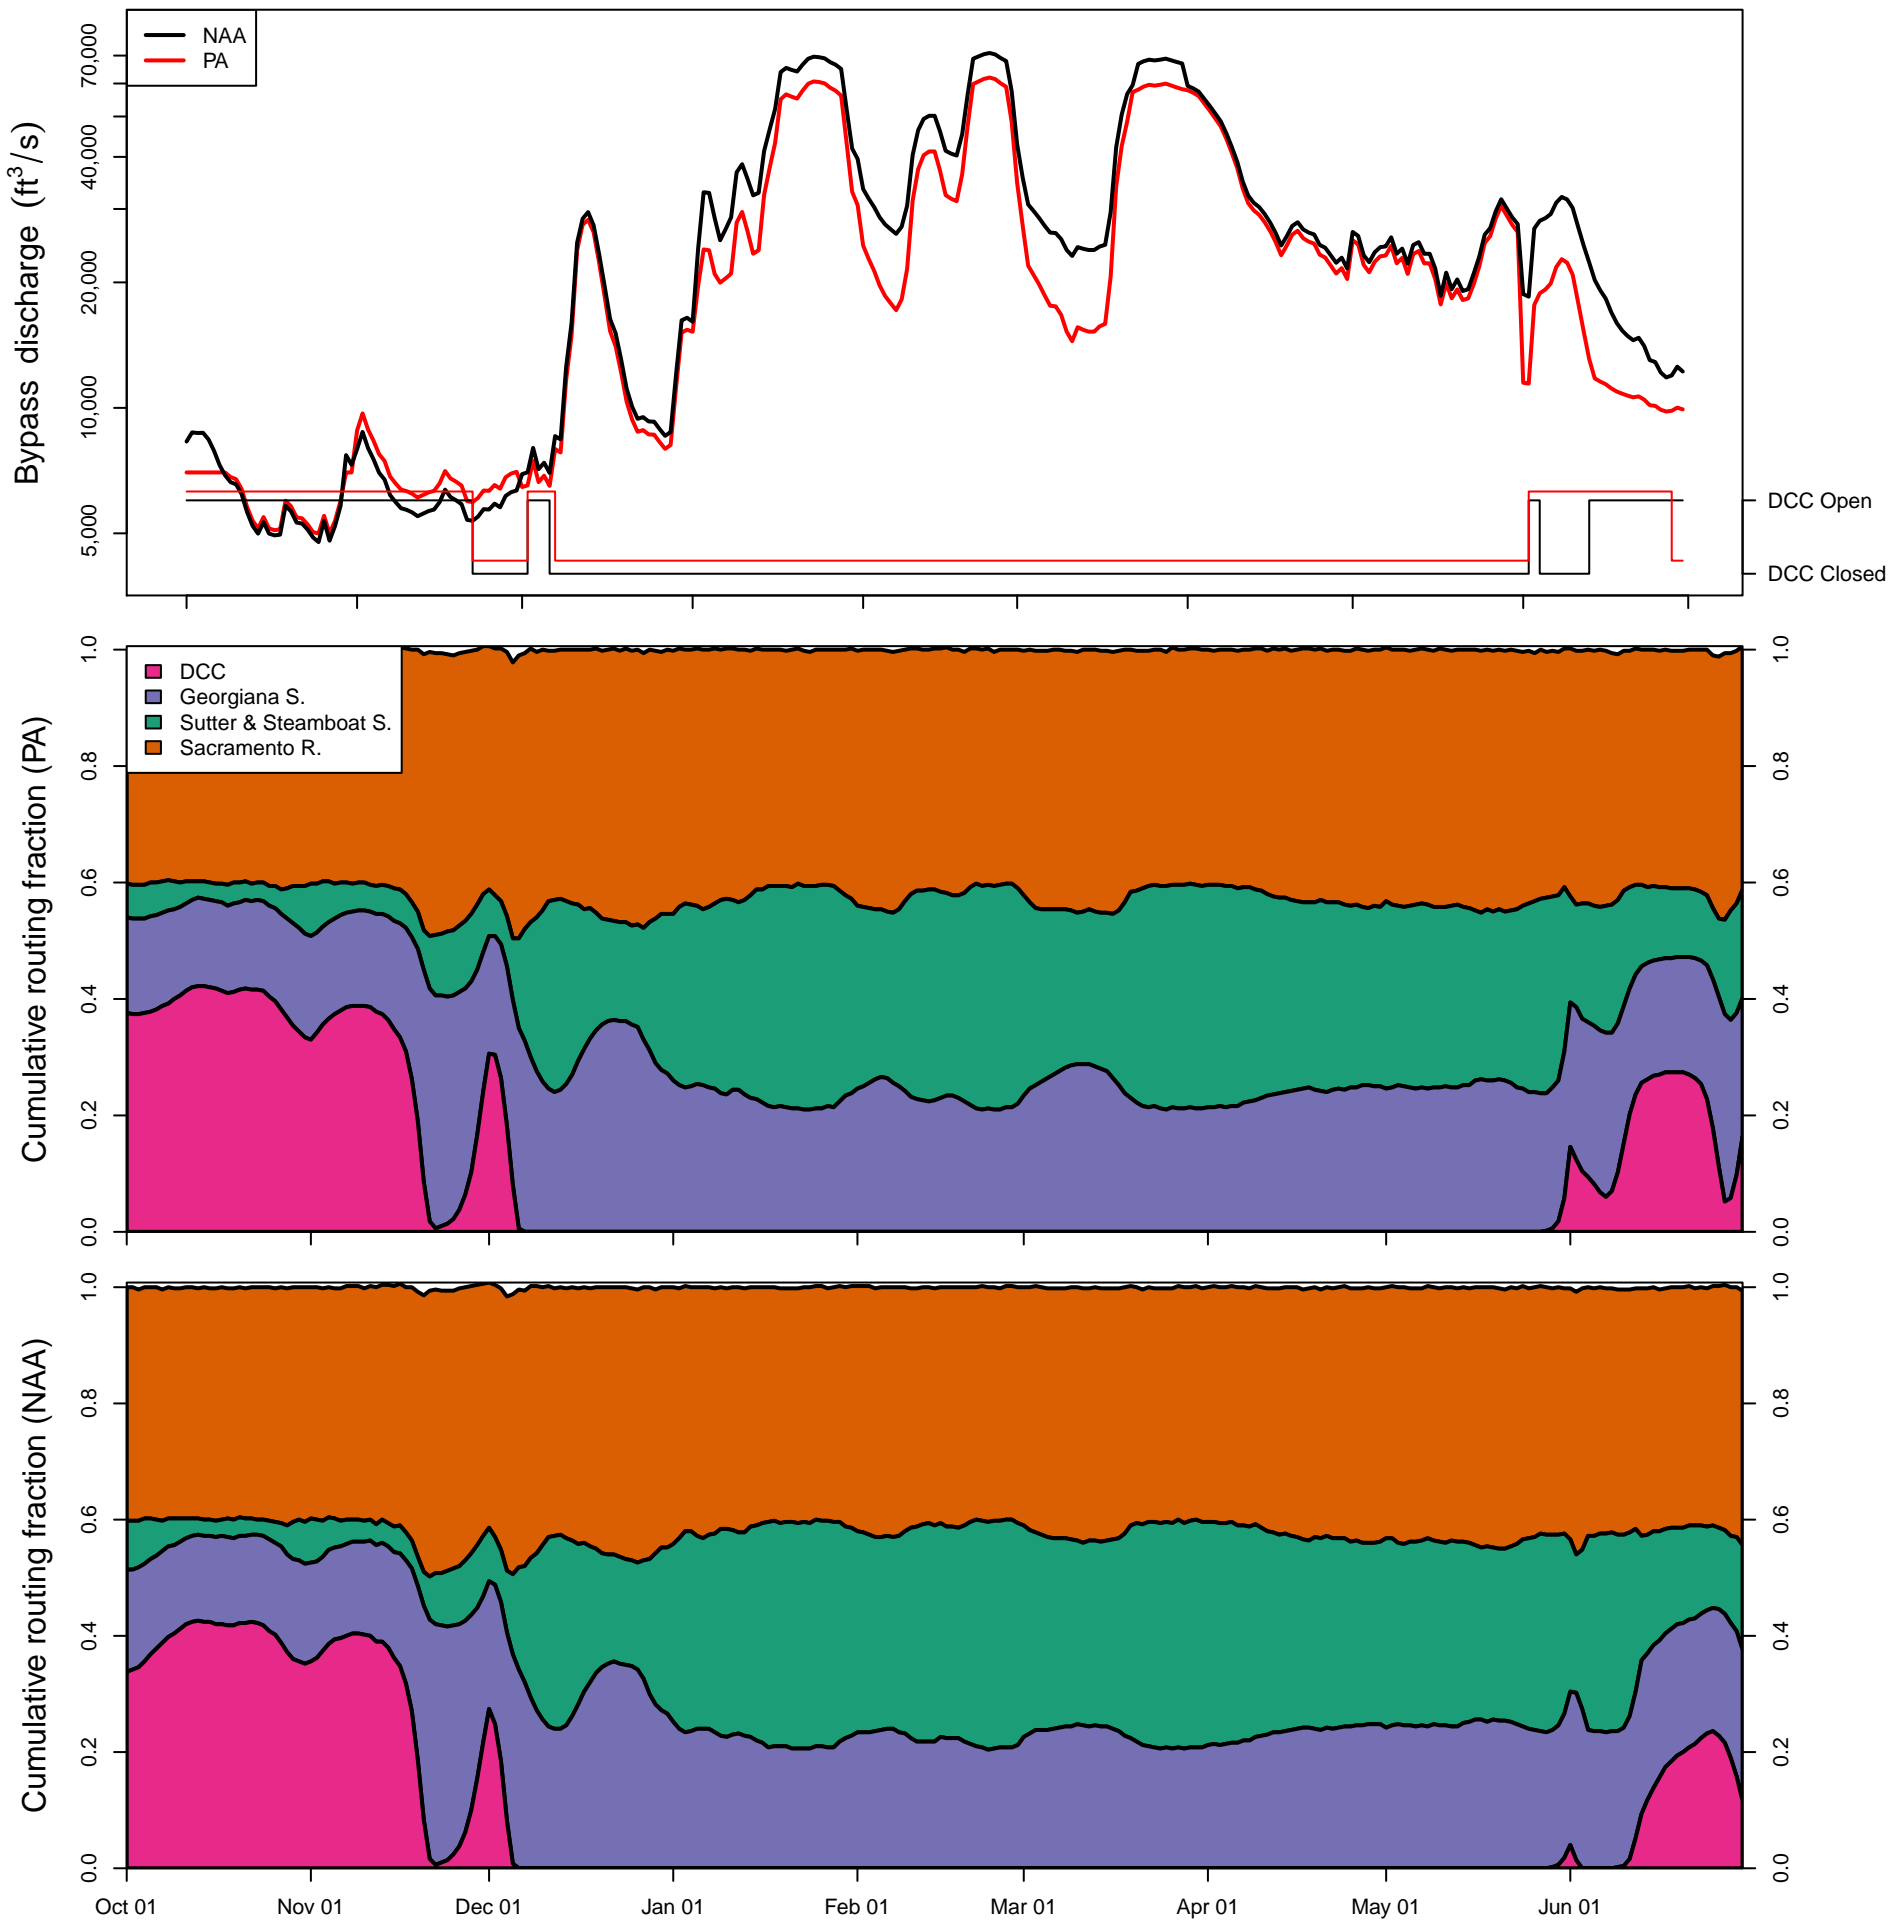 Bypass discharge (ft³/s)
70,000
40,000
20,000
10,000
5,000
NAA
PA
DCC Open
DCC Closed
Cumulative routing fraction (PA)
1.0
0.8
0.6
0.4
0.2
0.0
DCC
Georgiana S.
Sutter & Steamboat S.
Sacramento R.
1.0
0.8
0.6
0.4
0.2
0.0
Cumulative routing fraction (NAA)
1.0
0.8
0.6
0.4
0.2
0.0
1.0
0.8
0.6
0.4
0.2
0.0
Oct 01 Nov 01 Dec 01 Jan 01 Feb 01 Mar 01 Apr 01 May 01 Jun 01